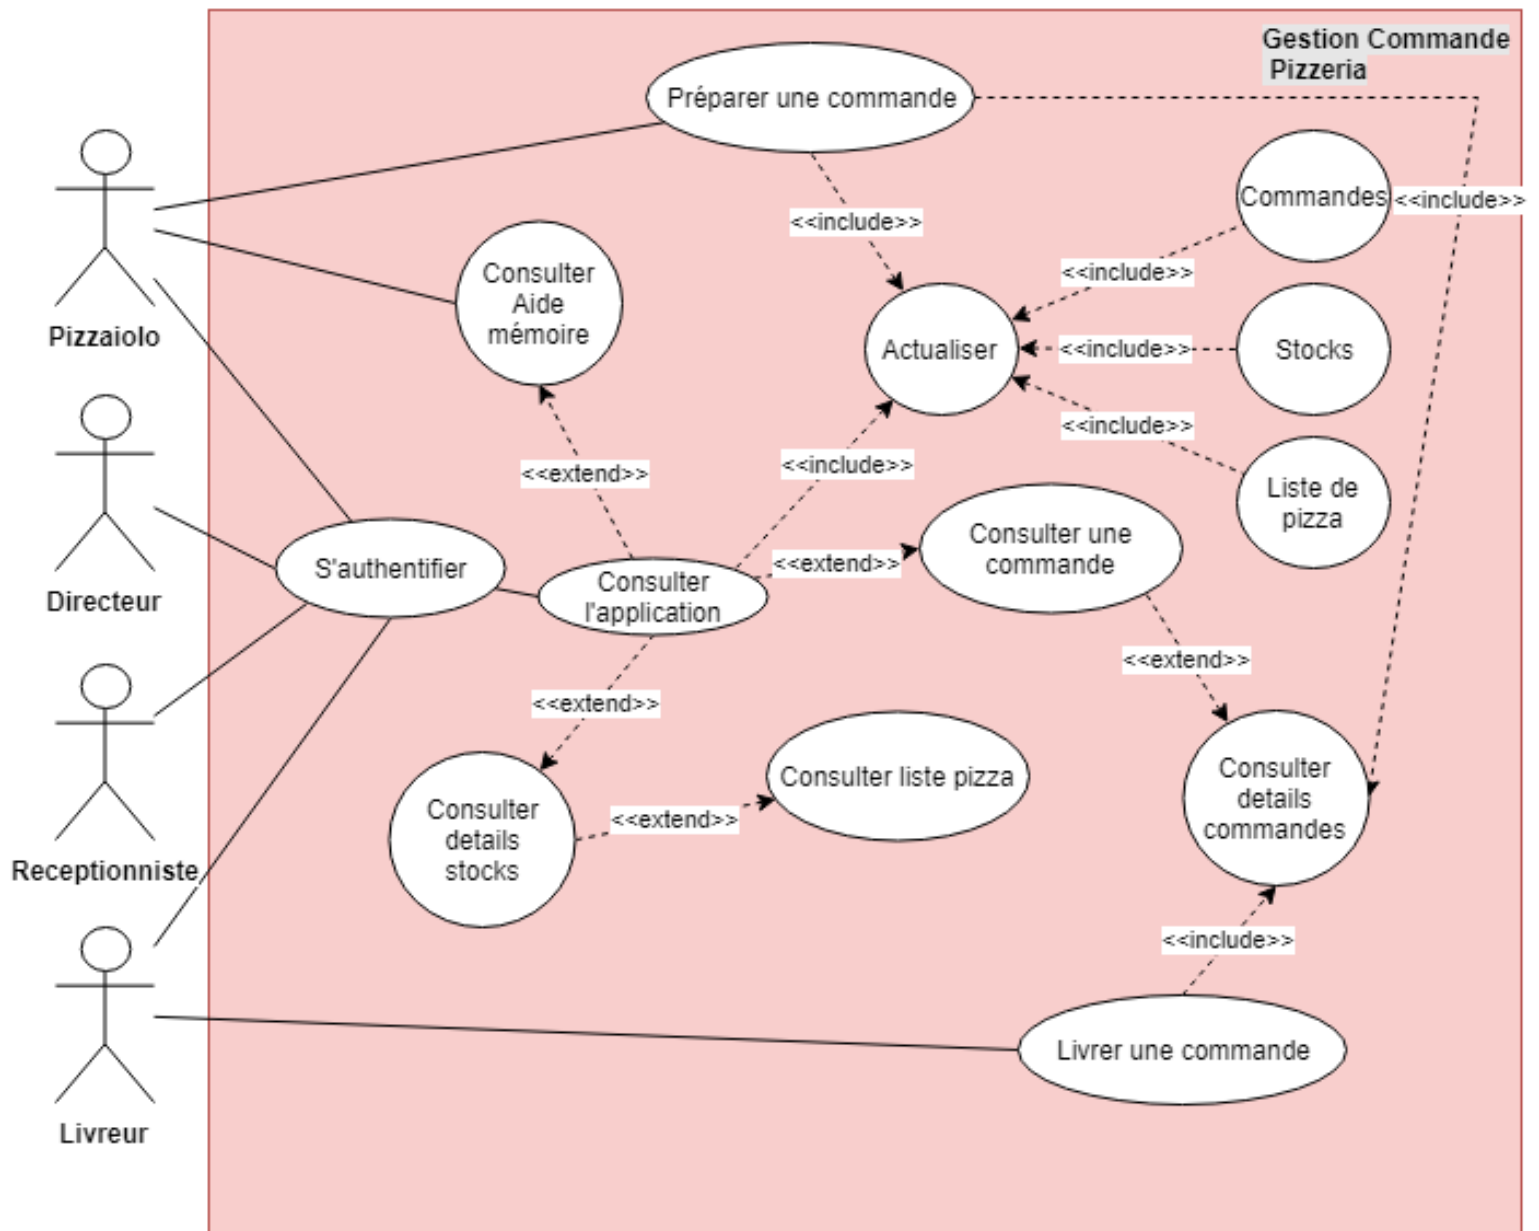 Gestion Commande
Pizzeria
Préparer une commande
Commandes
<<include>>
<<include>>
<<include>>
Consulter
Aide
mémoire
Pizzaiolo
Actualiser
<<include>>
Stocks
<<include>>
<<extend>>
<<include>>
Liste de
pizza
Directeur
S'authentifier
Consulter
l'application
<<extend>>
Consulter une
commande
<<extend>>
<<extend>>
Receptionniste
Consulter
details
stocks
<<extend>>
Consulter liste pizza
Consulter
details
commandes
<<include>>
Livrer une commande
Livreur